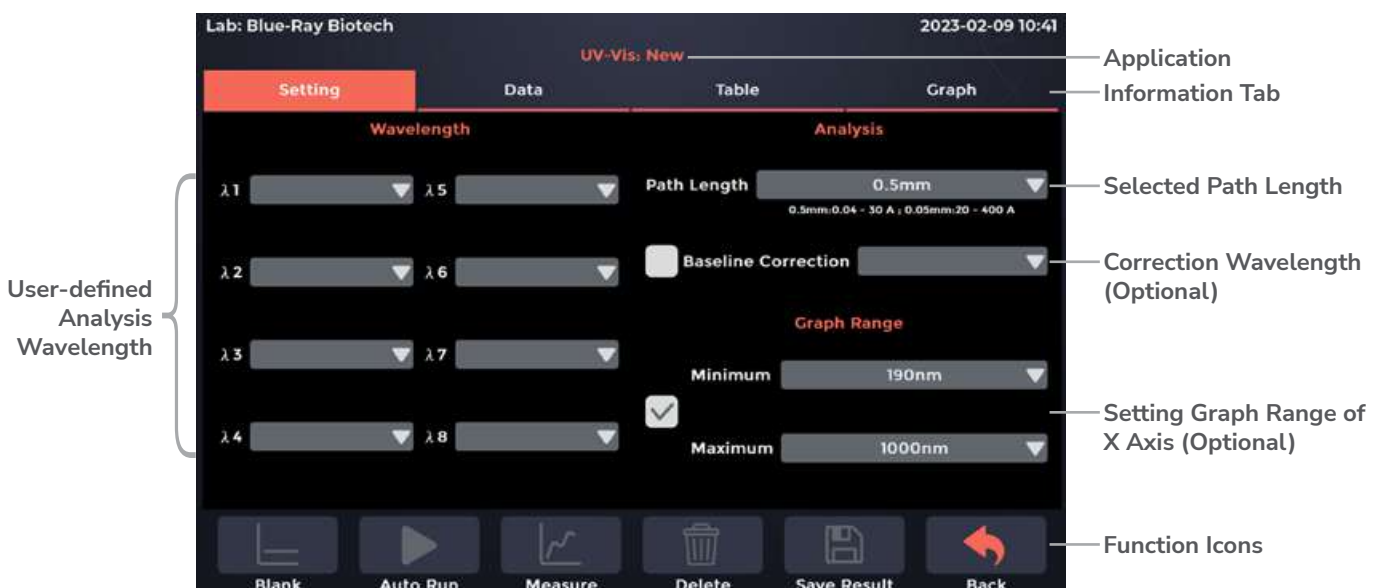 Lab: Blue-Ray Biotech 2023-02-09 10:41
UV-Vis: New
Application
Setting Data Table Graph
Information Tab
Wavelength Analysis
λ1 λ5 Path Length 0.5mm
Selected Path Length
0.5mm:0.04 - 30 A ; 0.05mm:20 - 400 A
λ2 λ6 Baseline Correction
Correction Wavelength
(Optional)
User-defined
Analysis
Wavelength
Graph Range
λ3 λ7
Minimum 190nm
Setting Graph Range of
X Axis (Optional)
λ4 λ8
Maximum 1000nm
Function Icons
Blank Auto Run Measure Delete Save Result Back